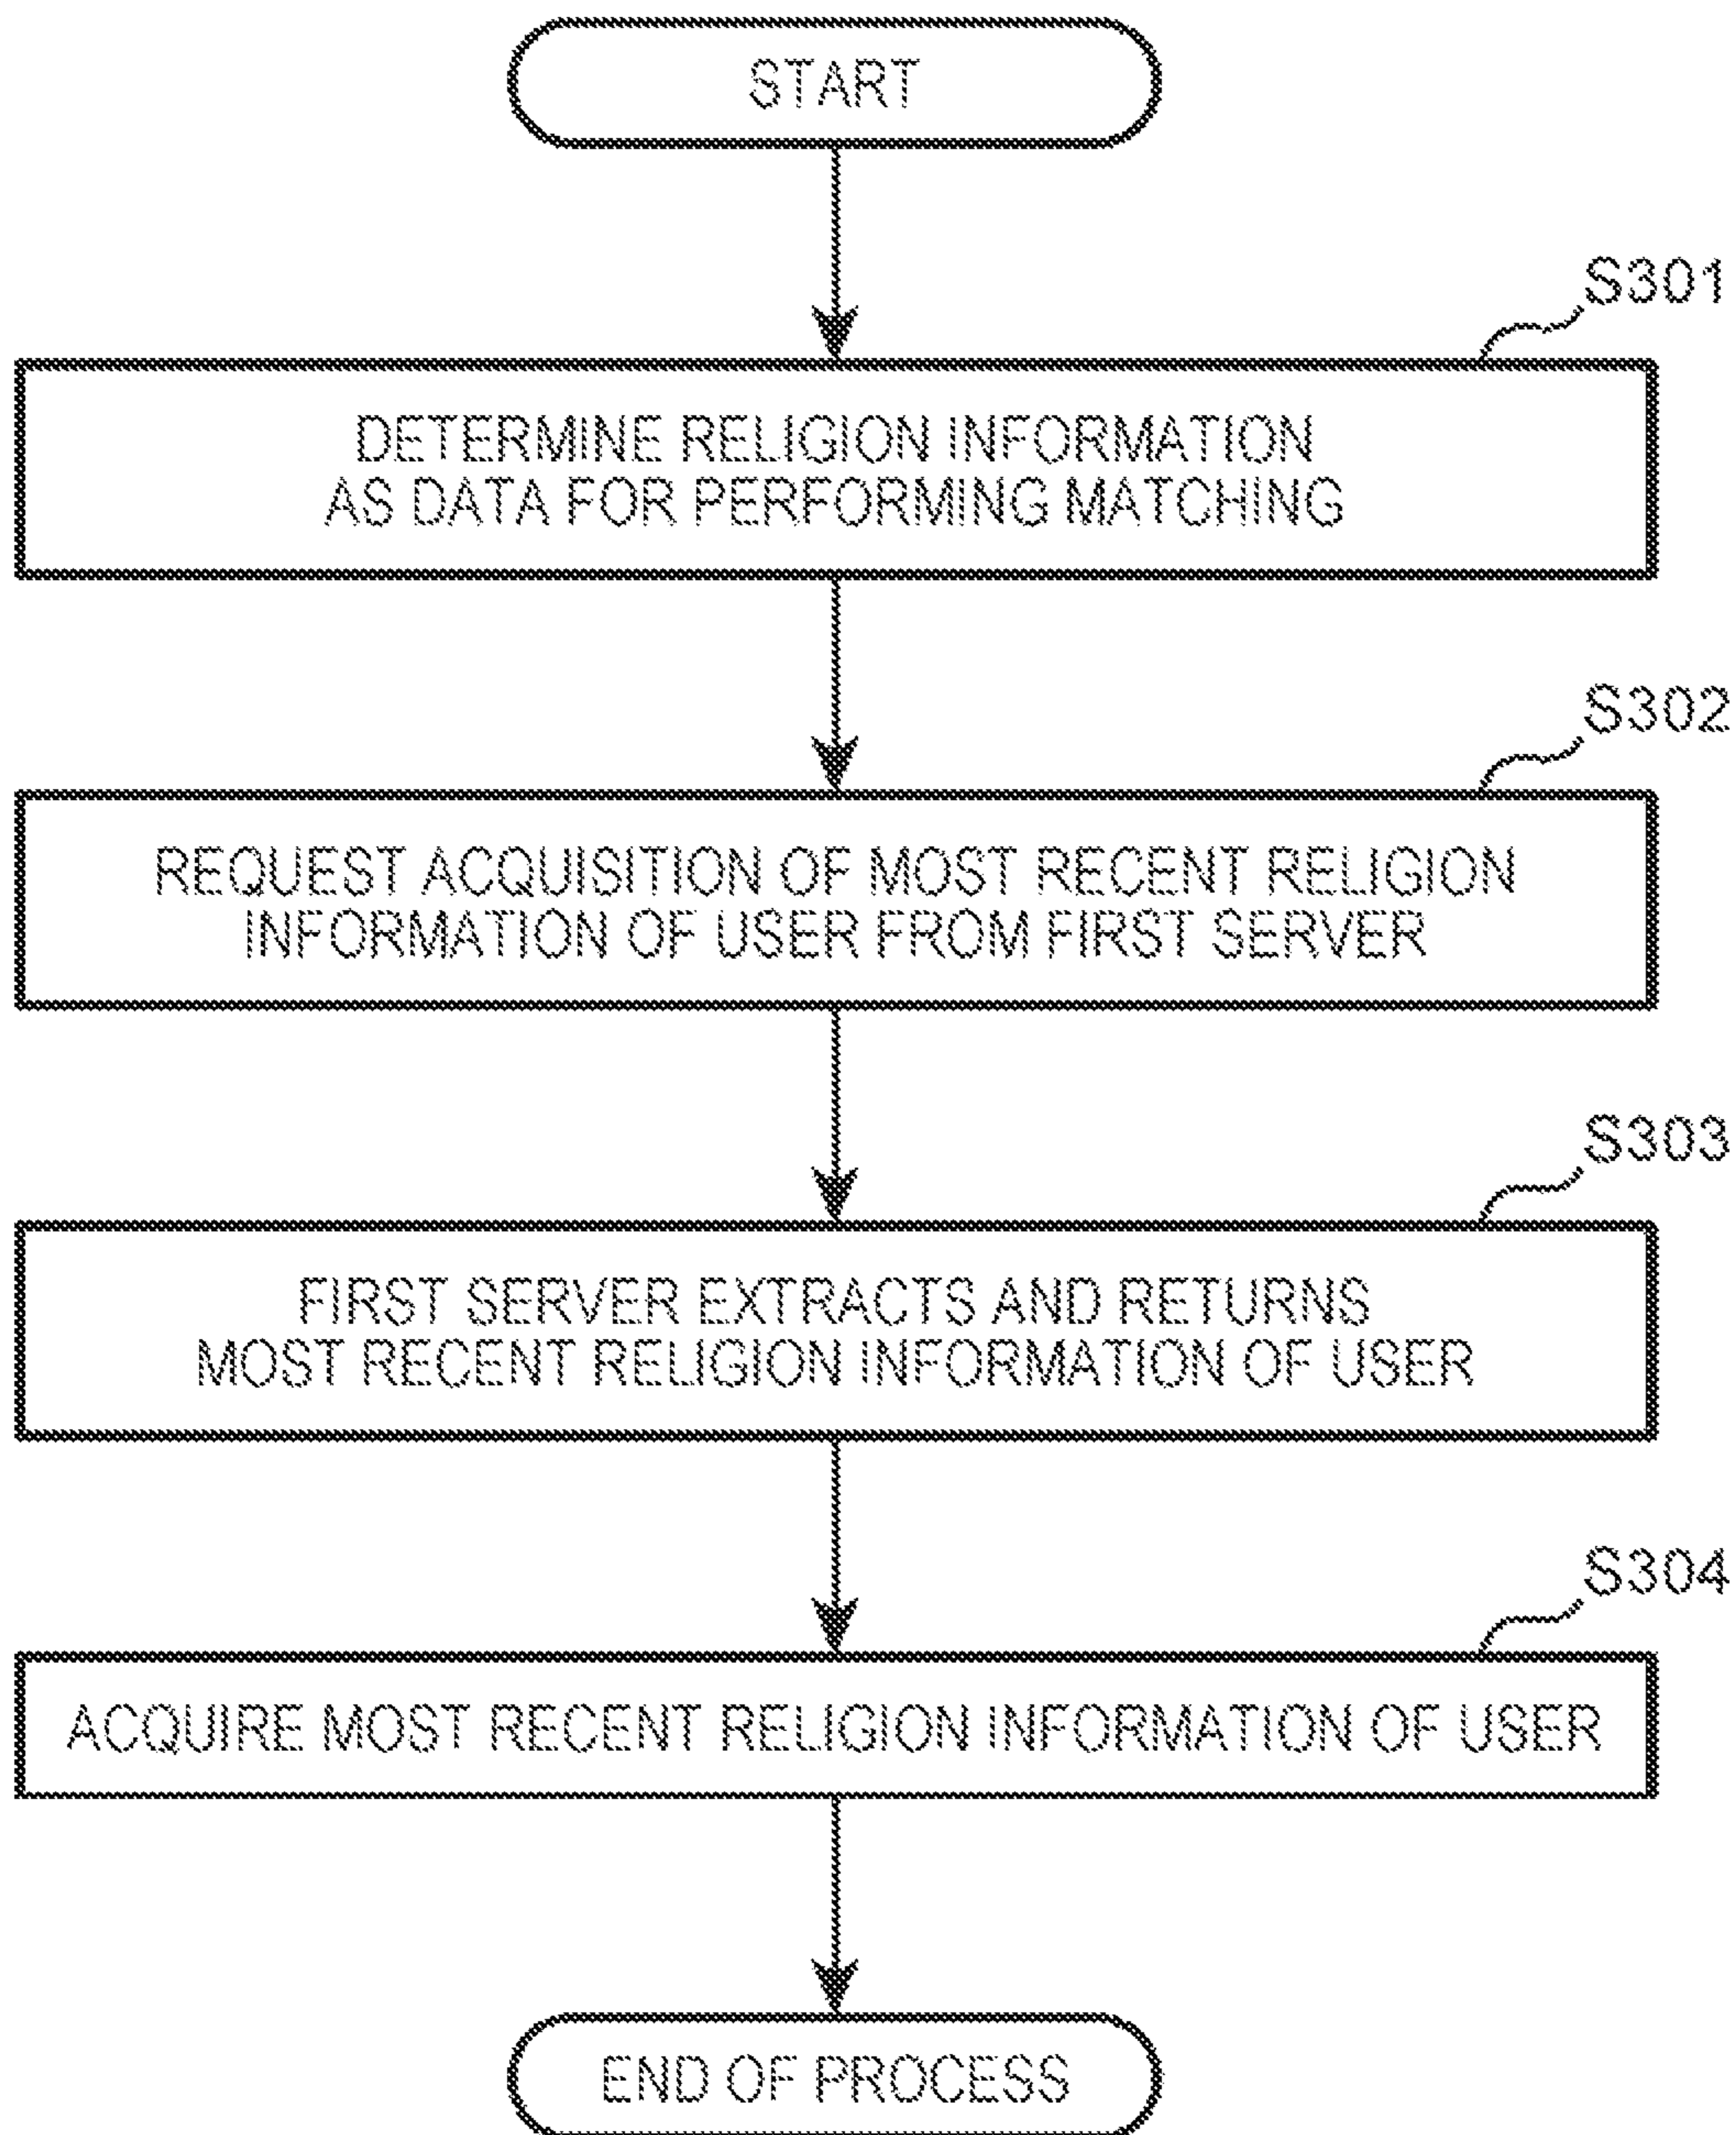 START
S301
DETERMINE RELIGION INFORMATION
AS DATA FOR PERFORMING MATCHING
S302
REQUEST ACQUISITION OF MOST RECENT RELIGION
INFORMATION OF USER FROM FIRST SERVER
S303
FIRST SERVER EXTRACTS AND RETURNS
MOST RECENT RELIGION INFORMATION OF USER
S304
ACQUIRE MOST RECENT RELIGION INFORMATION OF USER
END OF PROCESS